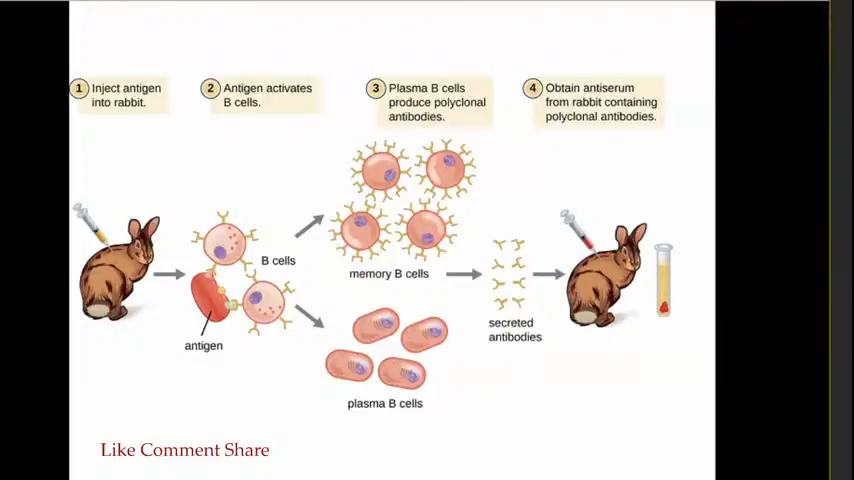 1 Inject antigen
into rabbit.
2 Antigen activates
B cells.
3 Plasma B cells
produce polyclonal
antibodies.
4 Obtain antiserum
from rabbit containing
polyclonal antibodies.
B cells
antigen
memory B cells
plasma B cells
secreted
antibodies
Like Comment Share